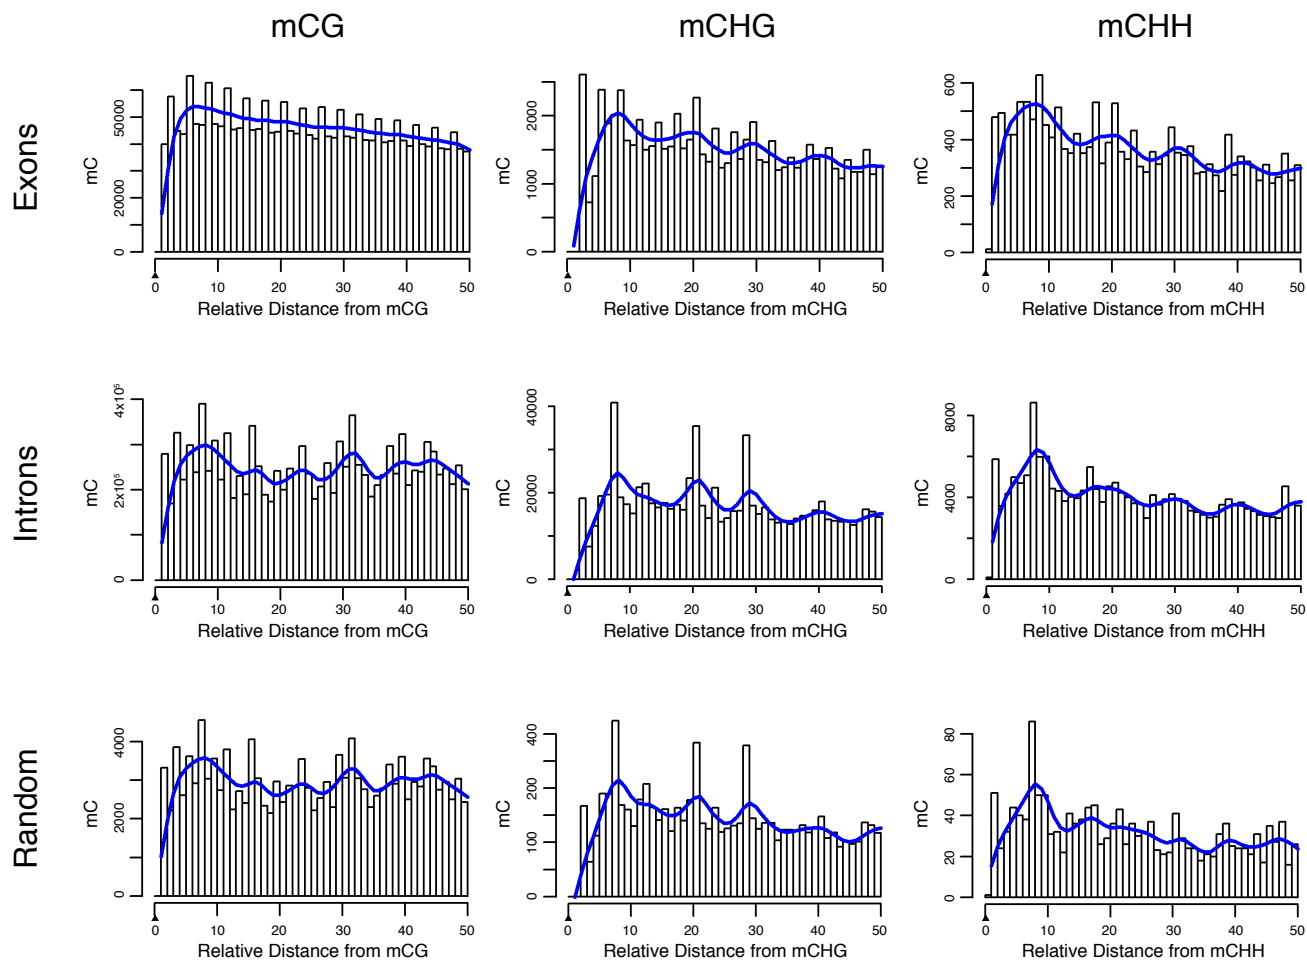 mCG mCHG mCHH
Exons
mC 0 20000 50000
0 10 20 30 40 50
Relative Distance from mCG
mC 0 1000 2000
0 10 20 30 40 50
Relative Distance from mCHG
mC 0 200 400 600
0 10 20 30 40 50
Relative Distance from mCHH
Introns
mC 0 2x10⁵ 4x10⁵
0 10 20 30 40 50
Relative Distance from mCG
mC 0 20000 40000
0 10 20 30 40 50
Relative Distance from mCHG
mC 0 4000 8000
0 10 20 30 40 50
Relative Distance from mCHH
Random
mC 0 2000 4000
0 10 20 30 40 50
Relative Distance from mCG
mC 0 100 200 400
0 10 20 30 40 50
Relative Distance from mCHG
mC 0 20 40 60 80
0 10 20 30 40 50
Relative Distance from mCHH